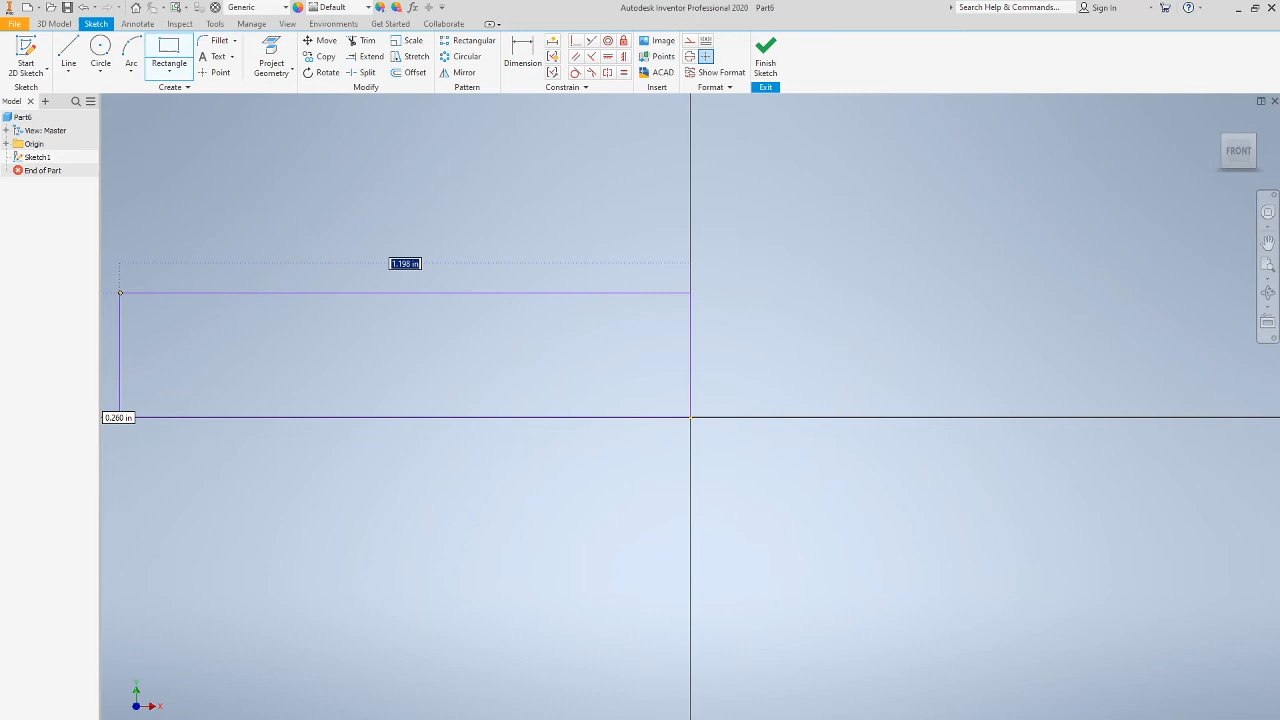 Generic Default Autodesk Inventor Professional 2020 Part6 Search Help & Commands... Sign In
File 3D Model Sketch Annotate Inspect Tools Manage View Environments Get Started Collaborate
Start
2D Sketch
Line
Circle
Arc
Rectangle
Fillet
Text
Point
Project
Geometry
Move
Copy
Rotate
Trim
Extend
Split
Scale
Stretch
Offset
Rectangular
Circular
Mirror
Dimension
Image
Points
ACAD
Show Format
Finish
Sketch
Sketch Create Modify Pattern Constrain Insert Format Exit
Model
Part6
View: Master
Origin
Sketch1
End of Part
FRONT
1.198 in
0.260 in
Y
X